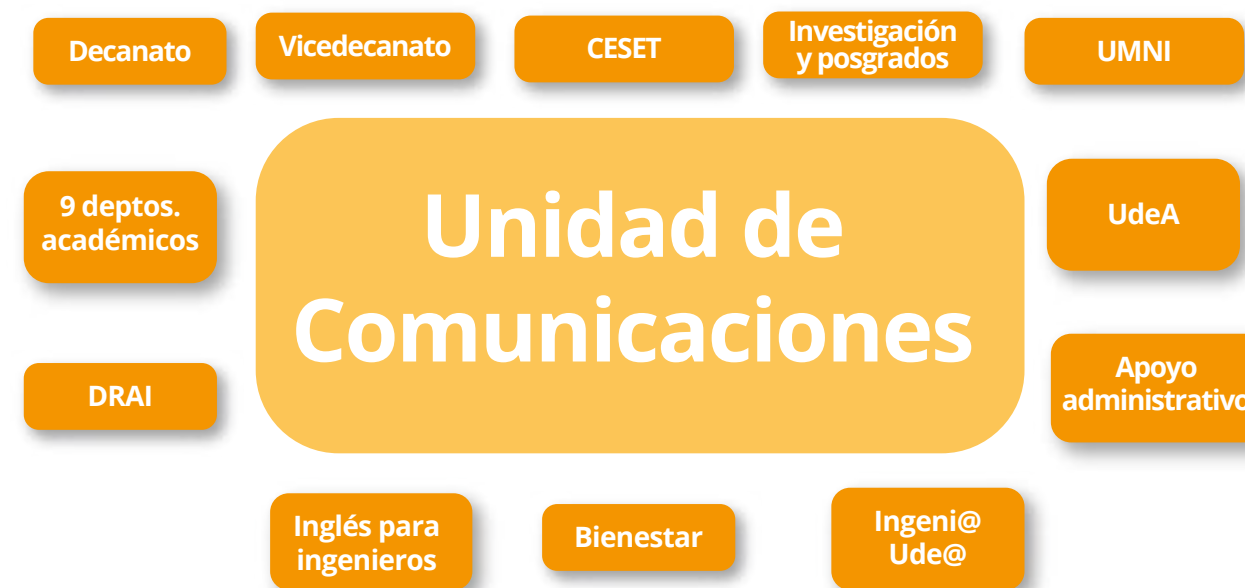 Decanato
Vicedecanato
CESET
Investigación
y posgrados
UMNI
9 deptos.
académicos
Unidad de
Comunicaciones
UdeA
DRAI
Apoyo
administrativo
Inglés para
ingenieros
Bienestar
Ingeni@
Ude@